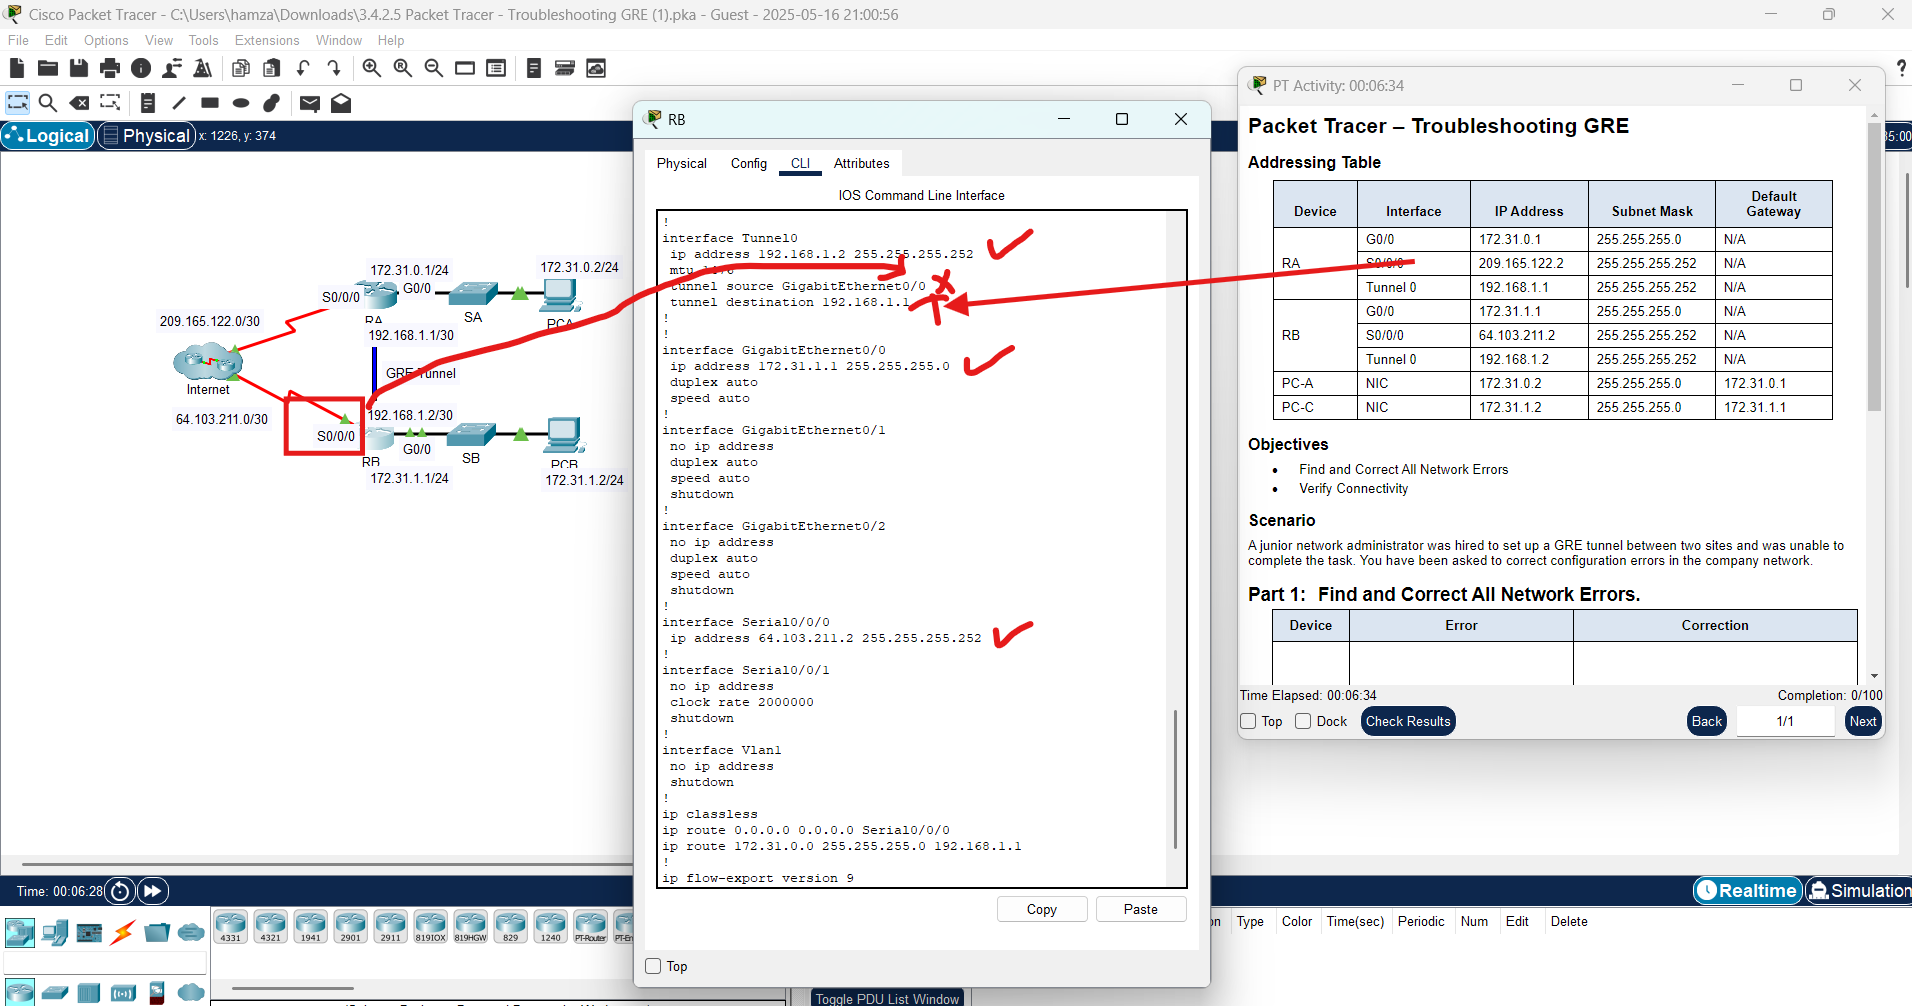 Cisco Packet Tracer - C:\Users\hamza\Downloads\3.4.2.5 Packet Tracer - Troubleshooting GRE (1).pka - Guest - 2025-05-16 21:00:56
File Edit Options View Tools Extensions Window Help
Logical Physical x: 1226, y: 374
172.31.0.1/24
172.31.0.2/24
S0/0/0
G0/0
RA
SA
PCA
209.165.122.0/30
192.168.1.1/30
Internet
GRE Tunnel
64.103.211.0/30
192.168.1.2/30
S0/0/0
G0/0
RB
SB
PCB
172.31.1.1/24
172.31.1.2/24
Time: 00:06:28
4331 4321 1941 2901 2911 819IOX 819HGW 829 1240 PT-Router
RB
Physical Config CLI Attributes
IOS Command Line Interface
!
interface Tunnel0
ip address 192.168.1.2 255.255.255.252
mtu
tunnel source GigabitEthernet0/0
tunnel destination 192.168.1.1
!
!
interface GigabitEthernet0/0
ip address 172.31.1.1 255.255.255.0
duplex auto
speed auto
!
interface GigabitEthernet0/1
no ip address
duplex auto
speed auto
shutdown
!
interface GigabitEthernet0/2
no ip address
duplex auto
speed auto
shutdown
!
interface Serial0/0/0
ip address 64.103.211.2 255.255.255.252
!
interface Serial0/0/1
no ip address
clock rate 2000000
shutdown
!
interface Vlan1
no ip address
shutdown
!
ip classless
ip route 0.0.0.0 0.0.0.0 Serial0/0/0
ip route 172.31.0.0 255.255.255.0 192.168.1.1
!
ip flow-export version 9
Copy Paste
Top
Toggle PDU List Window
PT Activity: 00:06:34
Packet Tracer – Troubleshooting GRE
Addressing Table
Device Interface IP Address Subnet Mask Default Gateway
RA G0/0 172.31.0.1 255.255.255.0 N/A
S0/0/0 209.165.122.2 255.255.255.252 N/A
Tunnel 0 192.168.1.1 255.255.255.252 N/A
RB G0/0 172.31.1.1 255.255.255.0 N/A
S0/0/0 64.103.211.2 255.255.255.252 N/A
Tunnel 0 192.168.1.2 255.255.255.252 N/A
PC-A NIC 172.31.0.2 255.255.255.0 172.31.0.1
PC-C NIC 172.31.1.2 255.255.255.0 172.31.1.1
Objectives
• Find and Correct All Network Errors
• Verify Connectivity
Scenario
A junior network administrator was hired to set up a GRE tunnel between two sites and was unable to
complete the task. You have been asked to correct configuration errors in the company network.
Part 1: Find and Correct All Network Errors.
Device Error Correction
Time Elapsed: 00:06:34 Completion: 0/100
Top Dock Check Results Back 1/1 Next
Realtime Simulation
Type Color Time(sec) Periodic Num Edit Delete